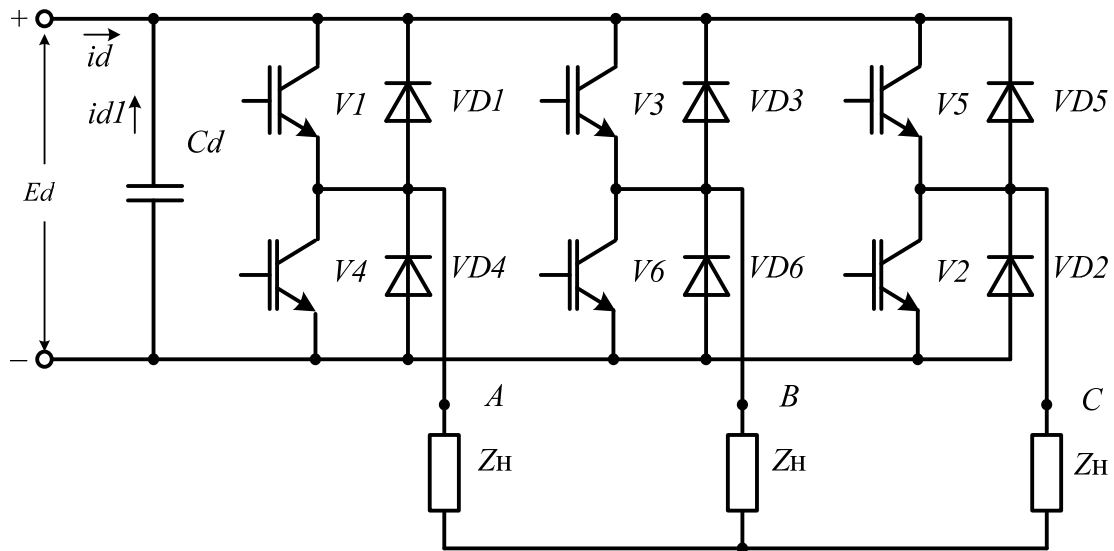 +
id
id1
Cd
Ed
V1
VD1
V3
VD3
V5
VD5
V4
VD4
V6
VD6
V2
VD2
–
A
B
C
Zн
Zн
Zн